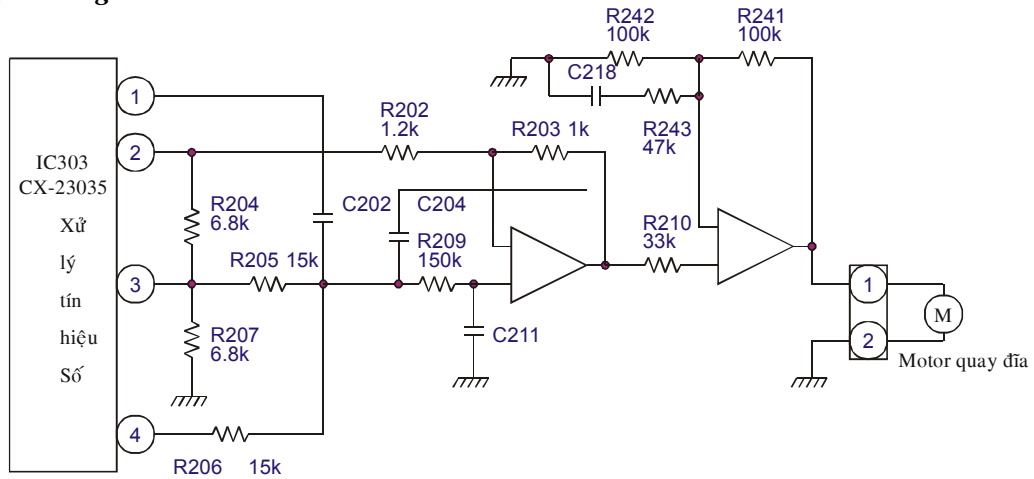 R242
100k
R241
100k
C218
R243
47k
1
R202
1.2k
R203 1k
2
IC303
CX-23035
Xử
lý
tín
hiệu
Số
R204
6.8k
C202
C204
R210
33k
R205 15k
R209
150k
3
1
M
R207
6.8k
C211
2
Motor quay đĩa
4
R206 15k